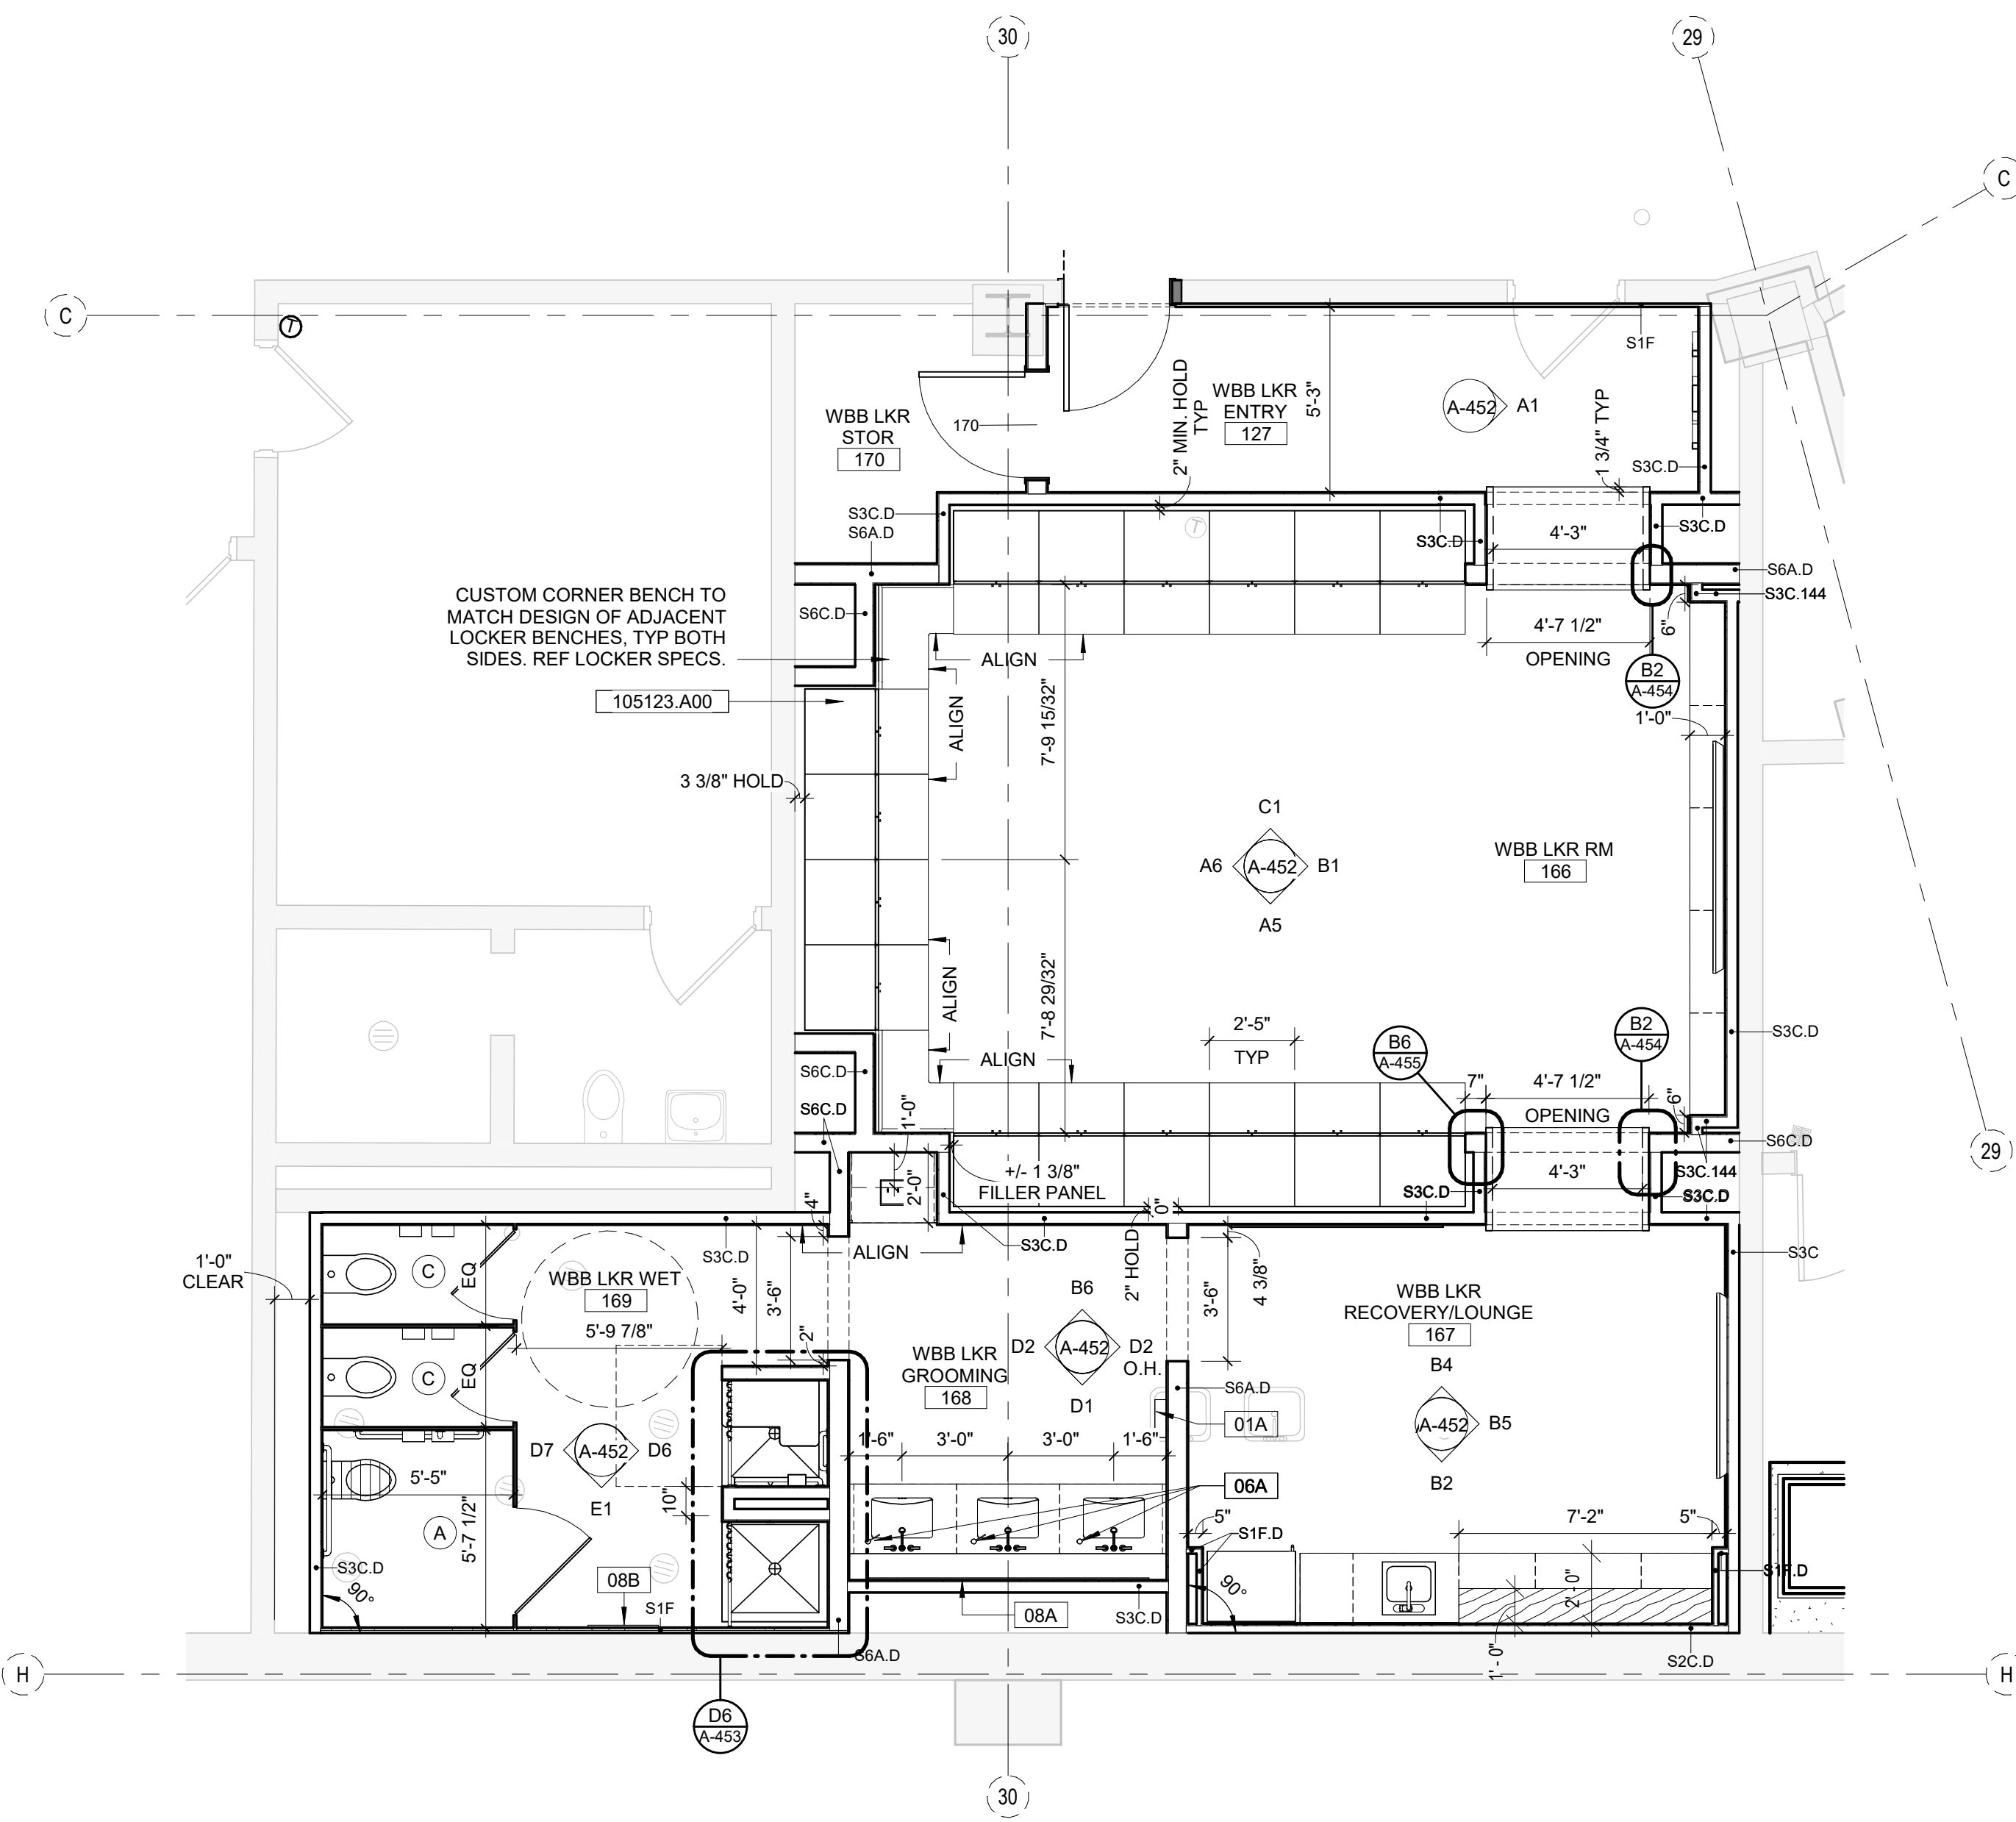 30
29
C
C
T
S1F
WBB LKR
STOR
170
170
2" MIN. HOLD
TYP
WBB LKR
ENTRY
127
5'-3"
A-452
A1
1 3/4" TYP
S3C.D
S3C.D
S6A.D
T
S3C.D
4'-3"
S3C.D
S6A.D
S3C.144
CUSTOM CORNER BENCH TO
MATCH DESIGN OF ADJACENT
LOCKER BENCHES, TYP BOTH
SIDES. REF LOCKER SPECS.
S6C.D
4'-7 1/2"
OPENING
6"
ALIGN
B2
A-454
105123.A00
ALIGN
7'-9 15/32"
1'-0"
3 3/8" HOLD
C1
A6
A-452
B1
A5
WBB LKR RM
166
ALIGN
7'-8 29/32"
2'-5"
TYP
B6
A-455
B2
A-454
S3C.D
ALIGN
7"
4'-7 1/2"
OPENING
6"
S6C.D
S6C.D
1'-0"
2'-0"
S6C.D
+/- 1 3/8"
FILLER PANEL
4'-3"
S3C.144
S3C.D
S3C.D
4"
0"
S3C.D
ALIGN
S3C.D
S3C
1'-0"
CLEAR
C
EQ
WBB LKR WET
169
5'-9 7/8"
4'-0"
3'-6"
2"
2" HOLD
3'-6"
4 3/8"
B6
D2
A-452
D2
O.H.
D1
WBB LKR
RECOVERY/LOUNGE
167
B4
A-452
B5
B2
C
EQ
WBB LKR
GROOMING
168
S6A.D
01A
1'-6"
3'-0"
3'-0"
1'-6"
D7
A-452
D6
E1
5'-5"
A
5'-7 1/2"
10"
06A
5"
S1F.D
7'-2"
5"
S1F.D
S3C.D
90°
08B
S1F
08A
S3C.D
90°
2'-0"
1'-0"
S2C.D
S6A.D
H
H
D6
A-453
29
30